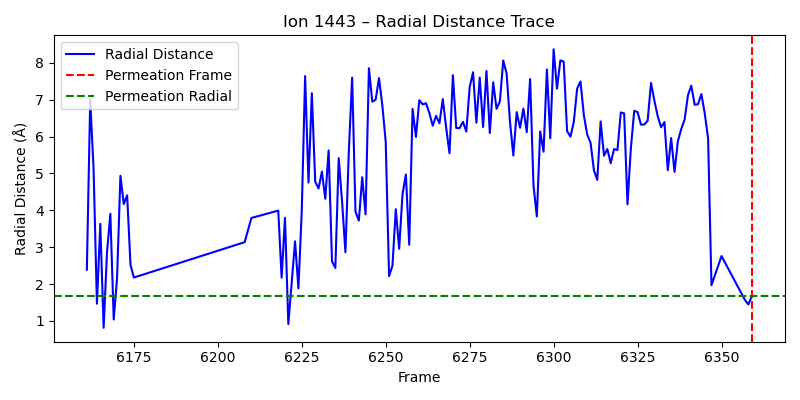 Ion 1443 – Radial Distance Trace
Radial Distance
Permeation Frame
Permeation Radial
Radial Distance (Å)
8
7
6
5
4
3
2
1
6175 6200 6225 6250 6275 6300 6325 6350
Frame